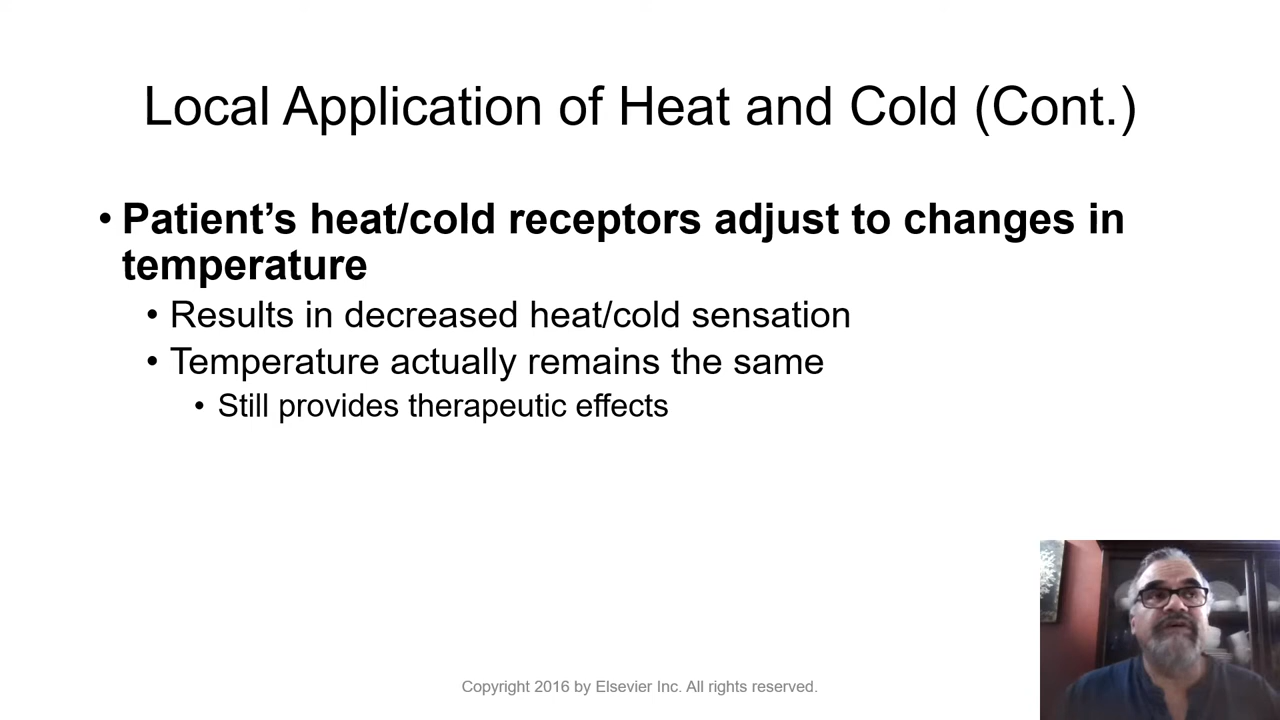 Local Application of Heat and Cold (Cont.)
• Patient’s heat/cold receptors adjust to changes in
temperature
• Results in decreased heat/cold sensation
• Temperature actually remains the same
• Still provides therapeutic effects
Copyright 2016 by Elsevier Inc. All rights reserved.